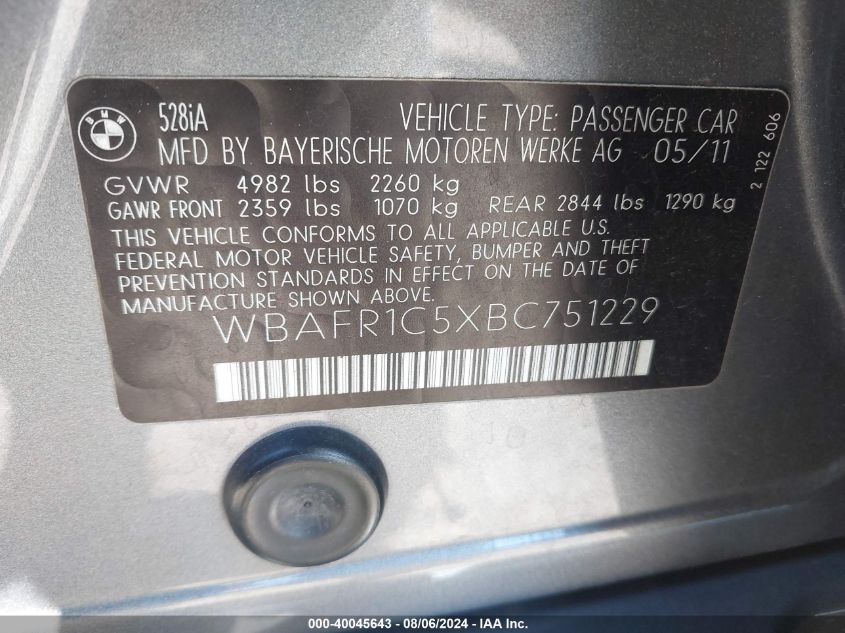 BMW
528iA VEHICLE TYPE: PASSENGER CAR
MFD BY BAYERISCHE MOTOREN WERKE AG 05/11
GVWR 4982 lbs 2260 kg
GAWR FRONT 2359 lbs 1070 kg REAR 2844 lbs 1290 kg
THIS VEHICLE CONFORMS TO ALL APPLICABLE U.S.
FEDERAL MOTOR VEHICLE SAFETY, BUMPER AND THEFT
PREVENTION STANDARDS IN EFFECT ON THE DATE OF
MANUFACTURE SHOWN ABOVE.
WBAFR1C5XBC751229
2 122 606
000-40045643 - 08/06/2024 - IAA Inc.